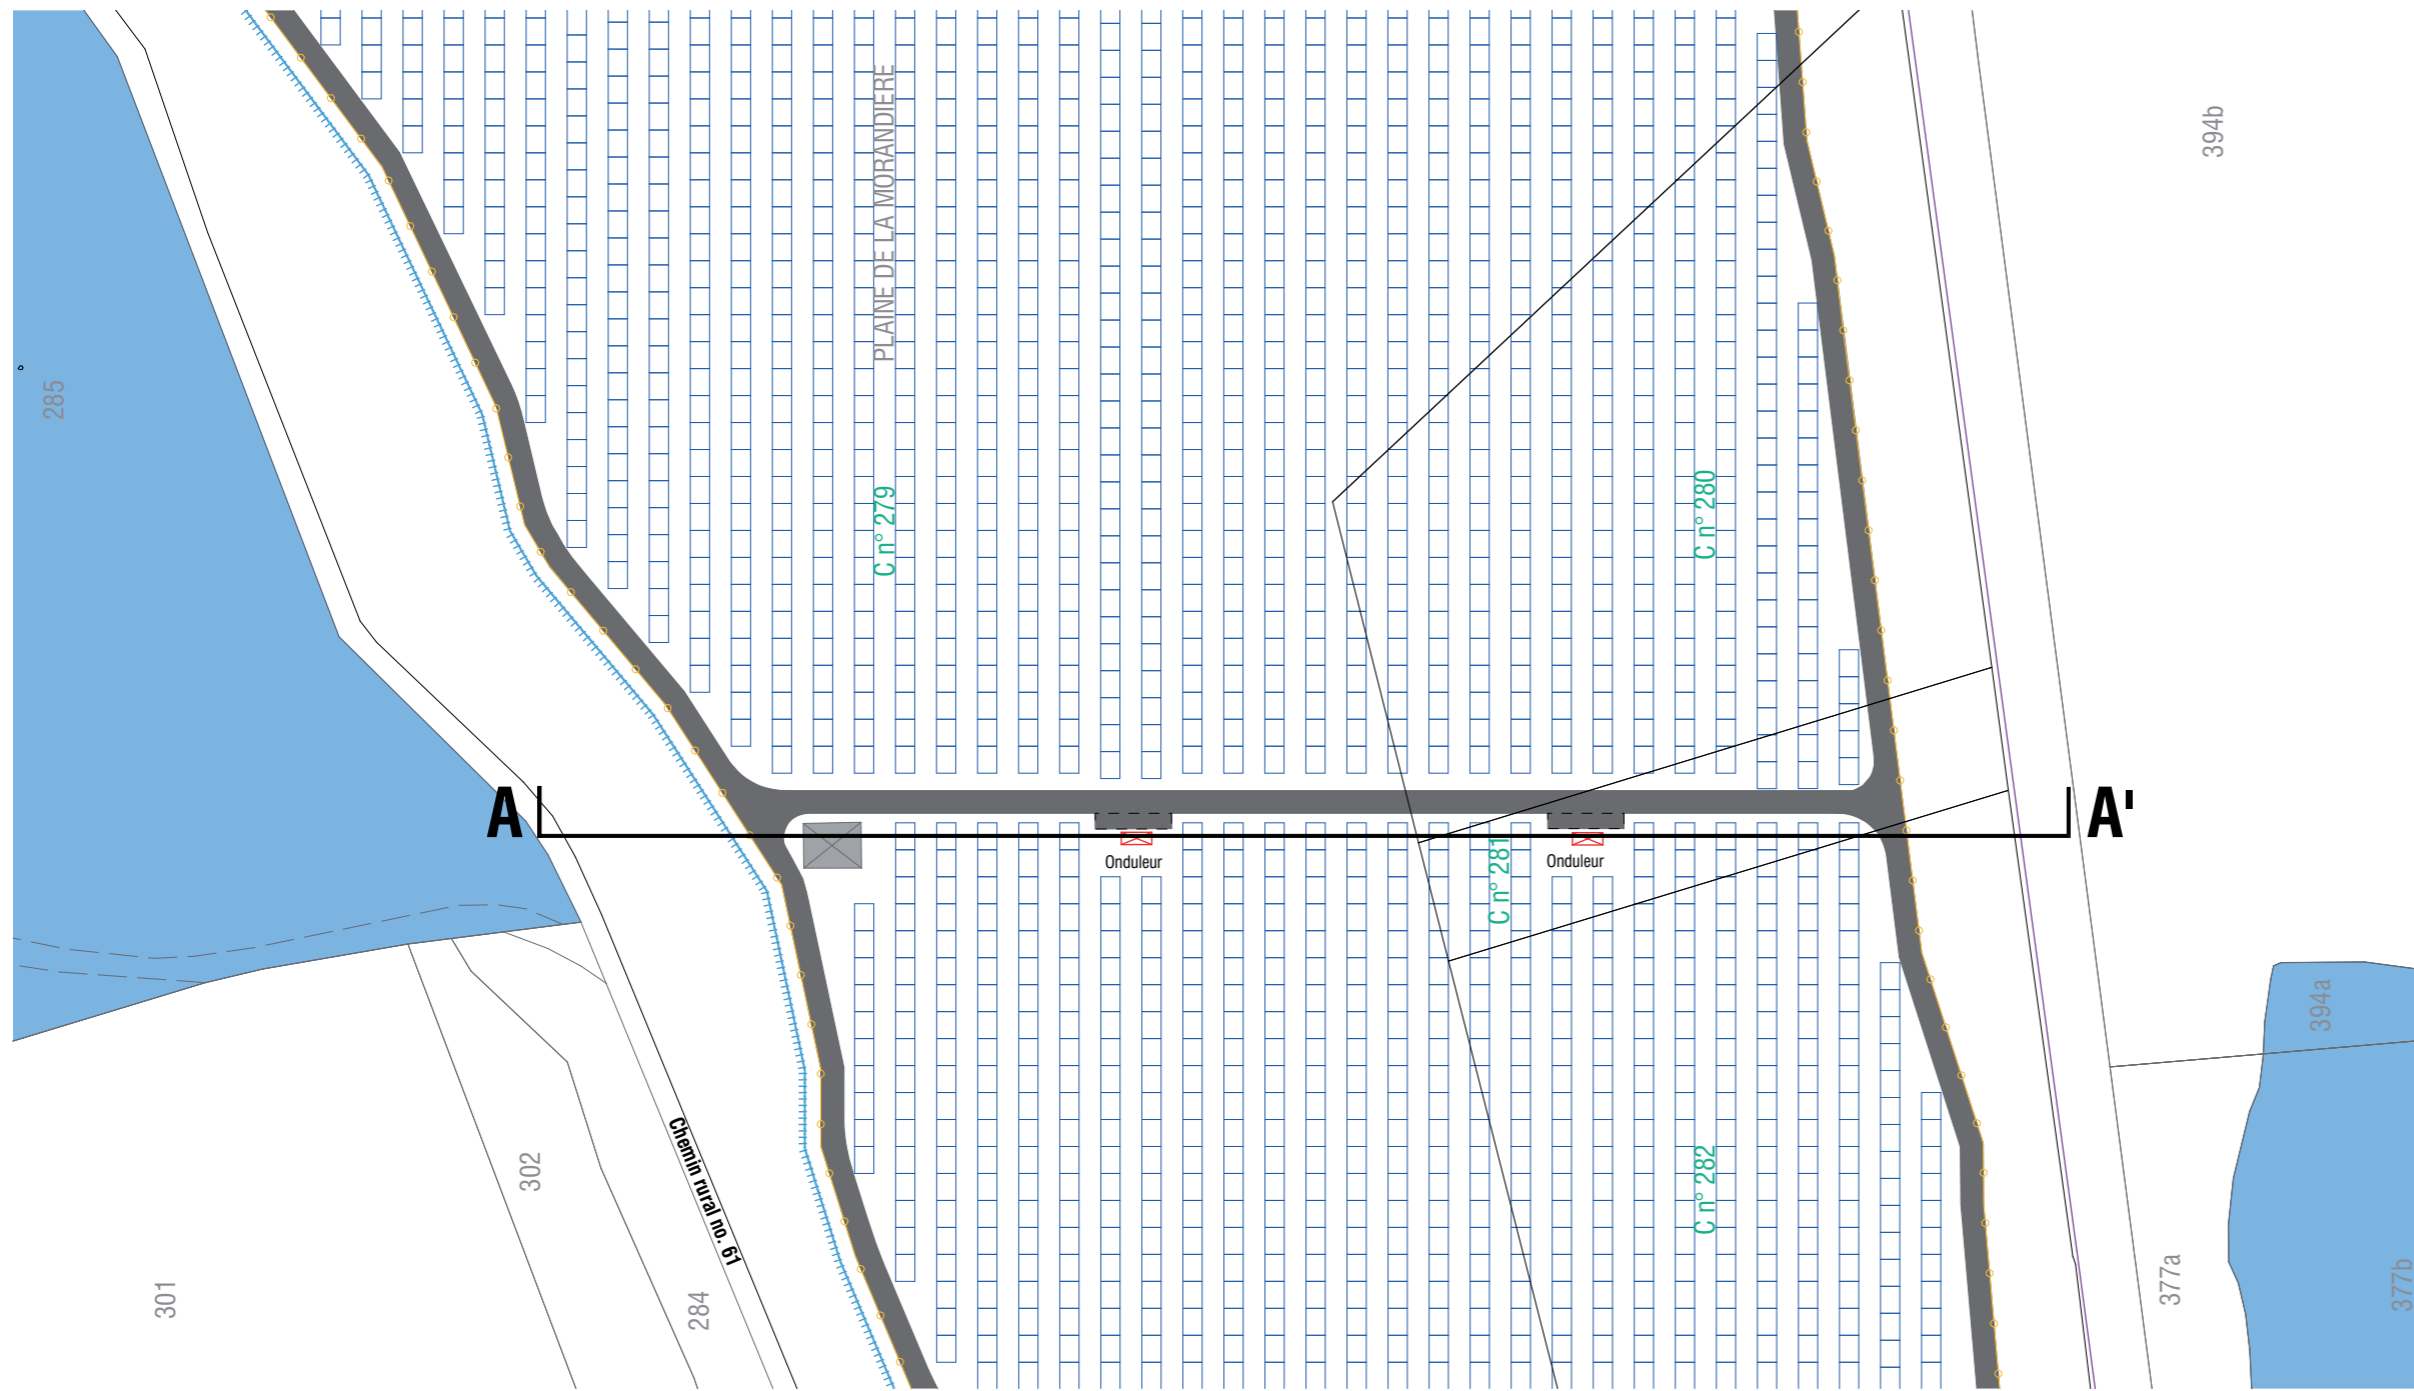 PLAINE DE LA MORANDIERE
394b
285
C n° 279
C n° 280
A
A'
Onduleur
Onduleur
C n° 281
394a
302
Chemin rural no. 61
C n° 282
301
284
377a
377b